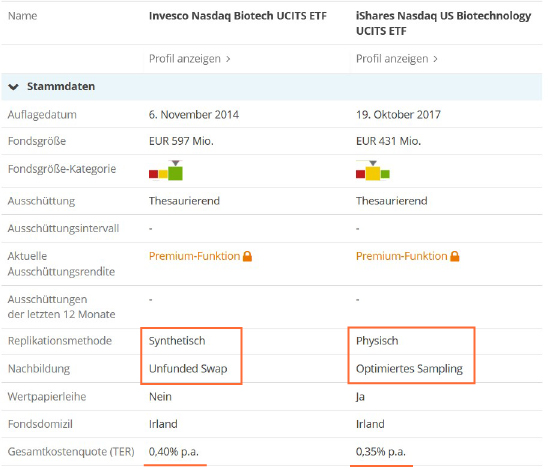 Name Invesco Nasdaq Biotech UCITS ETF iShares Nasdaq US Biotechnology
UCITS ETF
Profil anzeigen > Profil anzeigen >
Stammdaten
Auflagedatum 6. November 2014 19. Oktober 2017
Fondsgröße EUR 597 Mio. EUR 431 Mio.
Fondsgröße-Kategorie
Ausschüttung Thesaurierend Thesaurierend
Ausschüttungsintervall - -
Aktuelle Premium-Funktion Premium-Funktion
Ausschüttungsrendite
Ausschüttungen - -
der letzten 12 Monate
Replikationsmethode Synthetisch Physisch
Nachbildung Unfunded Swap Optimiertes Sampling
Wertpapierleihe Nein Ja
Fondsdomizil Irland Irland
Gesamtkostenquote (TER) 0,40% p.a. 0,35% p.a.